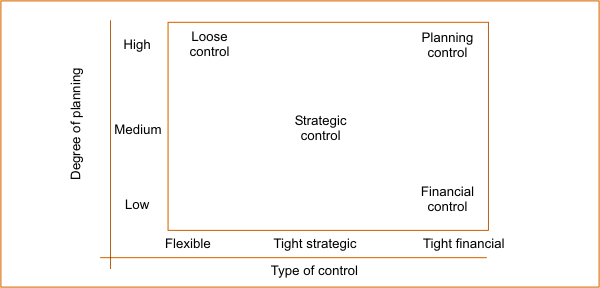 High
Loose
control
Planning
control
Degree of planning
Medium
Strategic
control
Low
Financial
control
Flexible
Tight strategic
Tight financial
Type of control